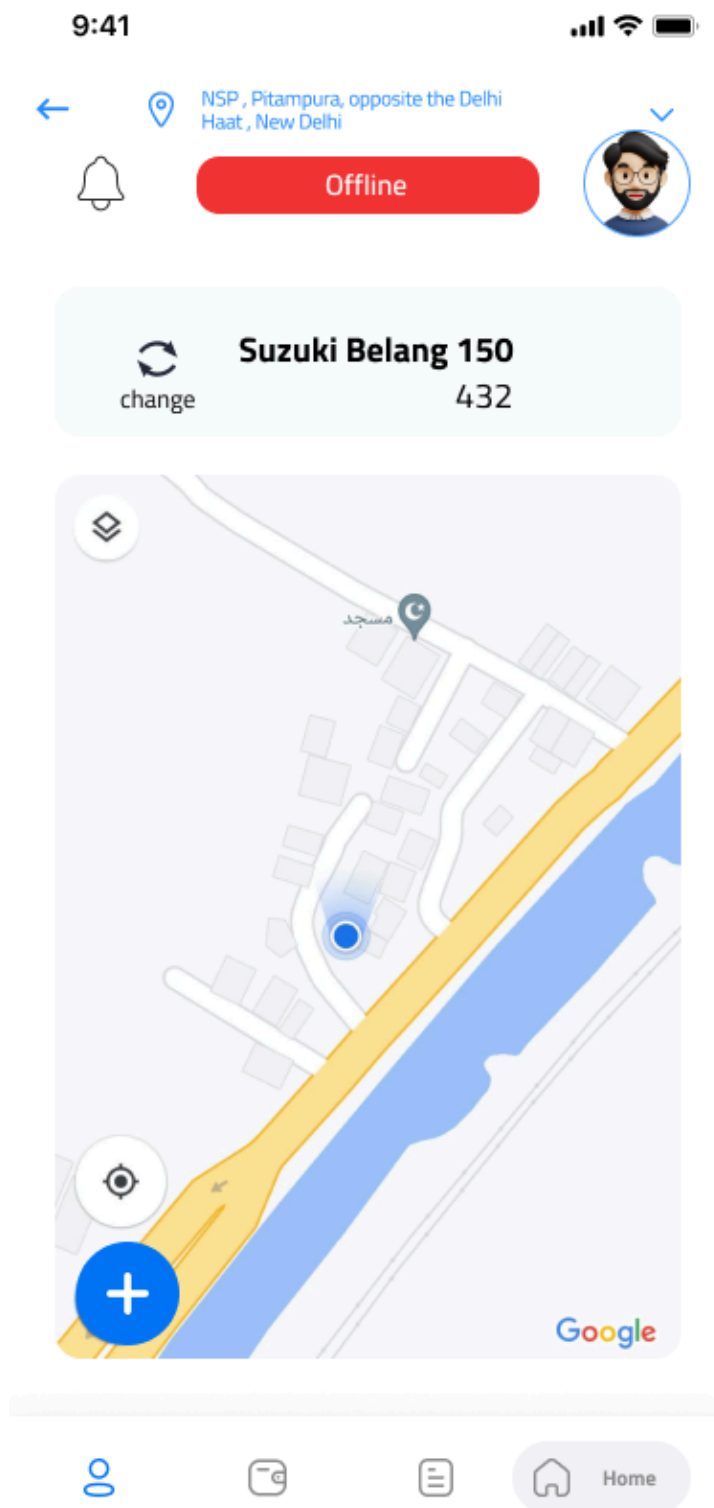 9:41
NSP , Pitampura, opposite the Delhi
Haat , New Delhi
Offline
Suzuki Belang 150
change
432
مسجد
Google
Home